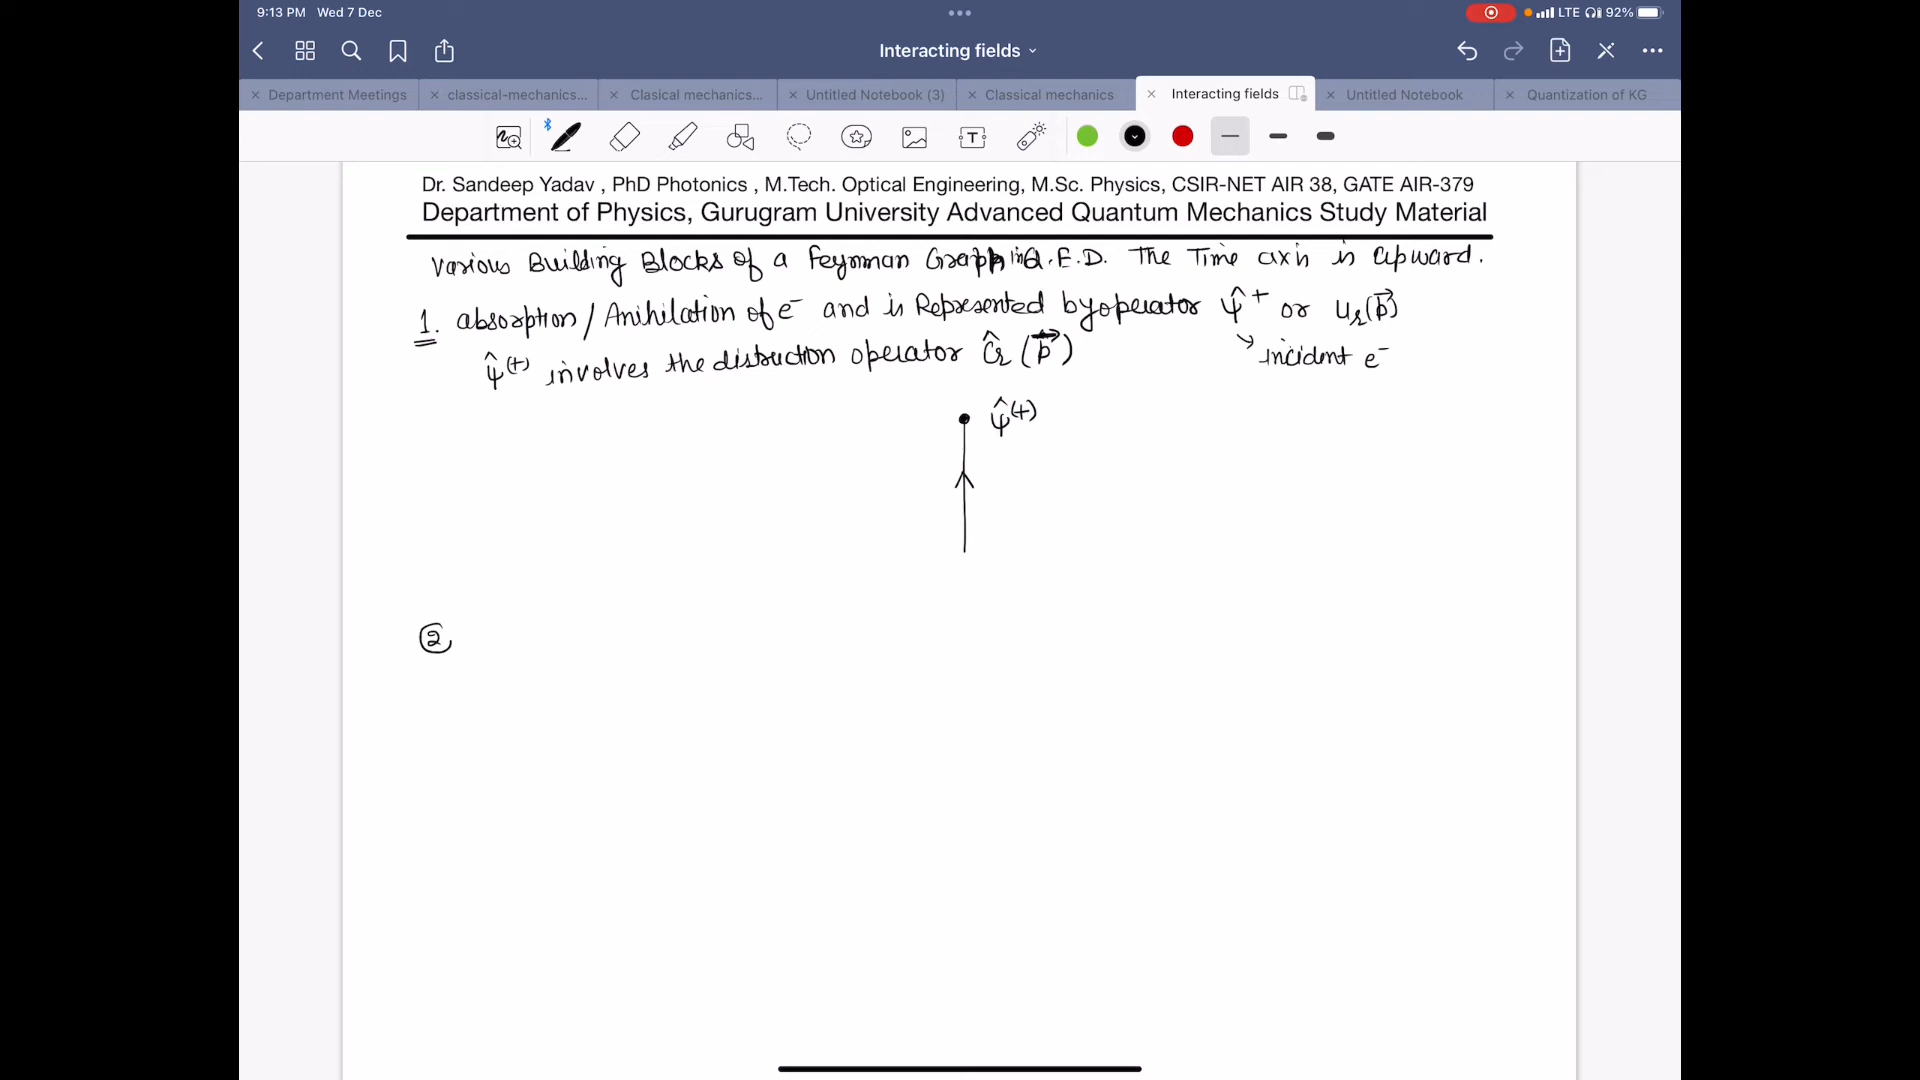 9:13 PM Wed 7 Dec
LTE 92%
Interacting fields
Department Meetings
classical-mechanics...
Clasical mechanics...
Untitled Notebook (3)
Classical mechanics
Interacting fields
Untitled Notebook
Quantization of KG
T
Dr. Sandeep Yadav , PhD Photonics , M.Tech. Optical Engineering, M.Sc. Physics, CSIR-NET AIR 38, GATE AIR-379
Department of Physics, Gurugram University Advanced Quantum Mechanics Study Material
Various Building Blocks of a Feynman Graph in Q.E.D. The Time axis is upward.
1. absorption / Anihilation of e⁻ and is Represented by operator ψ̂⁺ or uᵣ(p⃗)
ψ̂⁽⁺⁾ involves the distruction operator Ĉᵣ(p⃗) ↘ incident e⁻
ψ̂⁽⁺⁾
②